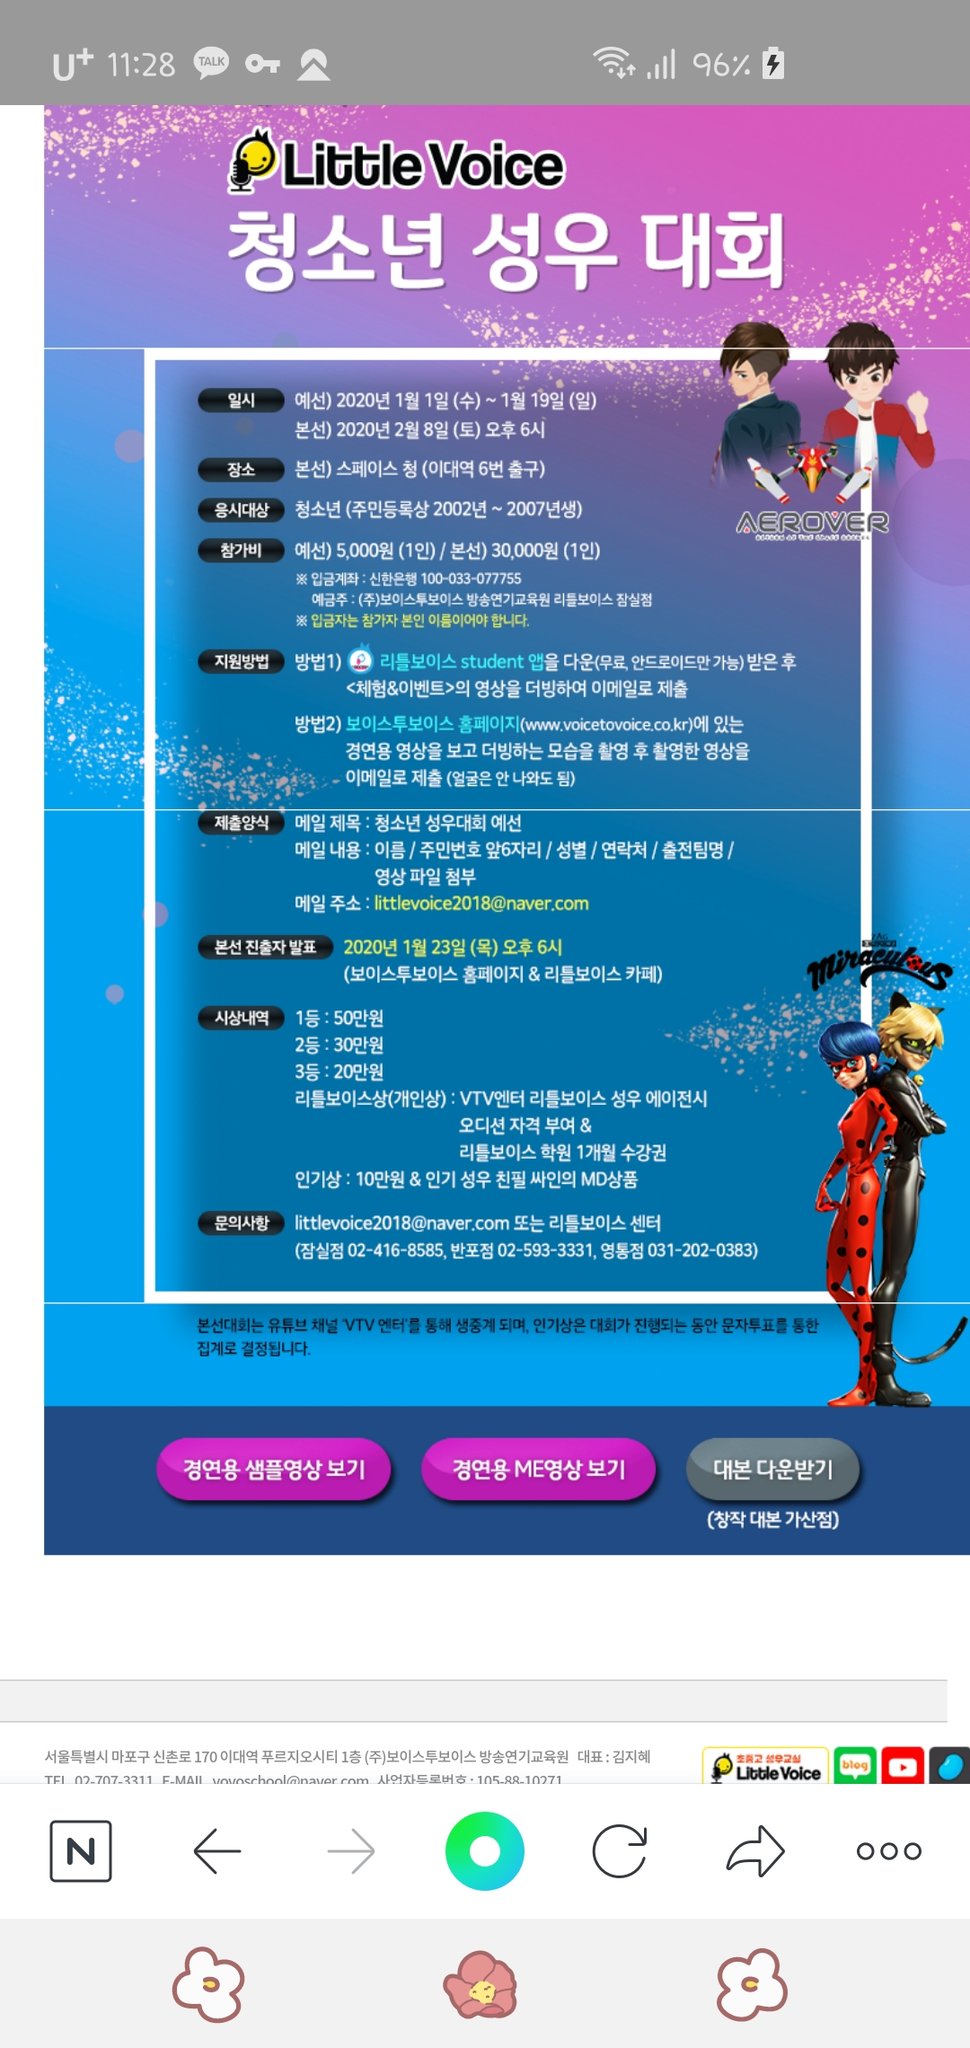 U+ 11:28 TALK 96%
Little Voice
청소년 성우 대회
일시 예선) 2020년 1월 1일 (수) ~ 1월 19일 (일)
본선) 2020년 2월 8일 (토) 오후 6시
장소 본선) 스페이스 청 (이대역 6번 출구)
응시대상 청소년 (주민등록상 2002년 ~ 2007년생)
AEROVER
참가비 예선) 5,000원 (1인) / 본선) 30,000원 (1인)
※ 입금계좌 : 신한은행 100-033-077755
예금주 : (주)보이스투보이스 방송연기교육원 리틀보이스 잠실점
※ 입금자는 참가자 본인 이름이어야 합니다.
지원방법 방법1) 리틀보이스 student 앱을 다운(무료, 안드로이드만 가능) 받은 후
<체험&이벤트>의 영상을 더빙하여 이메일로 제출
방법2) 보이스투보이스 홈페이지(www.voicetovoice.co.kr)에 있는
경연용 영상을 보고 더빙하는 모습을 촬영 후 촬영한 영상을
이메일로 제출 (얼굴은 안 나와도 됨)
제출양식 메일 제목 : 청소년 성우대회 예선
메일 내용 : 이름 / 주민번호 앞6자리 / 성별 / 연락처 / 출전팀명 /
영상 파일 첨부
메일 주소 : littlevoice2018@naver.com
본선 진출자 발표 2020년 1월 23일 (목) 오후 6시
(보이스투보이스 홈페이지 & 리틀보이스 카페)
Miraculous
시상내역 1등 : 50만원
2등 : 30만원
3등 : 20만원
리틀보이스상(개인상) : VTV엔터 리틀보이스 성우 에이전시
오디션 자격 부여 &
리틀보이스 학원 1개월 수강권
인기상 : 10만원 & 인기 성우 친필 싸인의 MD상품
문의사항 littlevoice2018@naver.com 또는 리틀보이스 센터
(잠실점 02-416-8585, 반포점 02-593-3331, 영통점 031-202-0383)
본선대회는 유튜브 채널 'VTV 엔터'를 통해 생중계 되며, 인기상은 대회가 진행되는 동안 문자투표를 통한
집계로 결정됩니다.
경연용 샘플영상 보기 경연용 ME영상 보기 대본 다운받기
(창작 대본 가산점)
서울특별시 마포구 신촌로 170 이대역 푸르지오시티 1층 (주)보이스투보이스 방송연기교육원 대표 : 김지혜
초중고 성우교실
Little Voice blog
TEL. 02-707-3311 E-MAIL. vovoschool@naver.com 사업자등록번호 : 105-88-10271
N